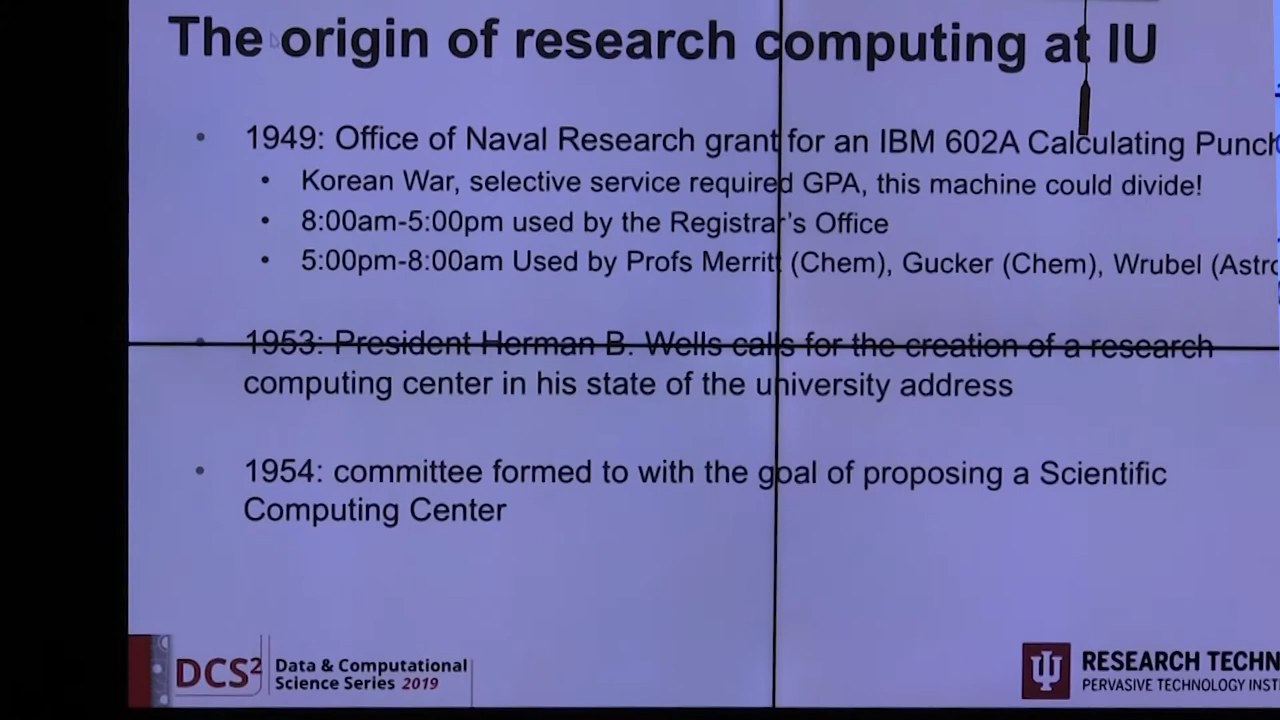 The origin of research computing at IU
• 1949: Office of Naval Research grant for an IBM 602A Calculating
• Korean War, selective service required GPA, this machine could divide!
• 8:00am-5:00pm used by the Registrar's Office
• 5:00pm-8:00am Used by Profs Merritt (Chem), Gucker (Chem), Wrubel
• 1953: President Herman B. Wells calls for the creation of a research
computing center in his state of the university address
• 1954: committee formed to with the goal of proposing a Scientific
Computing Center
DCS²
Data & Computational
Science Series 2019
RESEARCH
PERVASIVE TECHNOLOGY